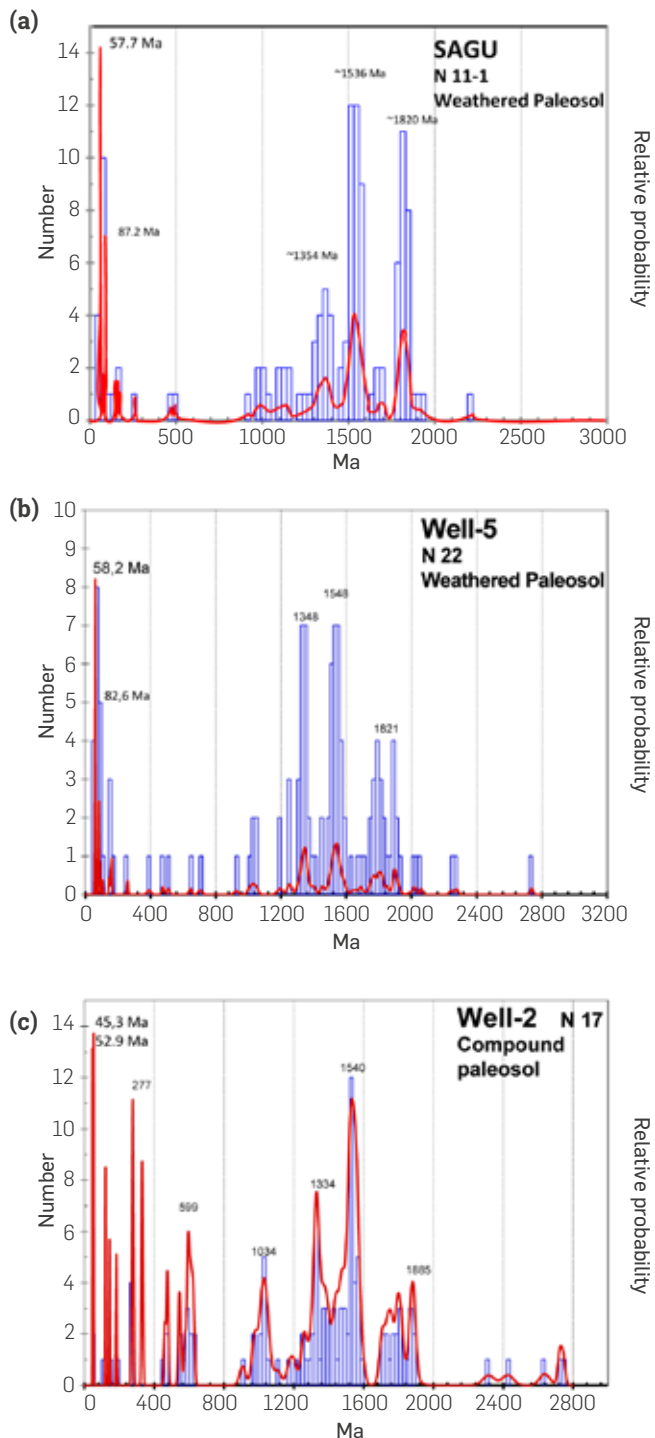 (a)
SAGU
N 11-1
Weathered Paleosol
57.7 Ma
87.2 Ma
~1354 Ma
~1536 Ma
~1820 Ma
Number
Relative probability
14
12
10
8
6
4
2
0
0 500 1000 1500 2000 2500 3000
Ma
(b)
Well-5
N 22
Weathered Paleosol
58,2 Ma
82,6 Ma
1348
1548
1821
Number
Relative probability
10
9
8
7
6
5
4
3
2
1
0
0 400 800 1200 1600 2000 2400 2800 3200
Ma
(c)
Well-2 N 17
Compound
paleosol
45,3 Ma
52.9 Ma
277
599
1034
1334
1540
1885
Number
Relative probability
14
12
10
8
6
4
2
0
0 400 800 1200 1600 2000 2400 2800
Ma